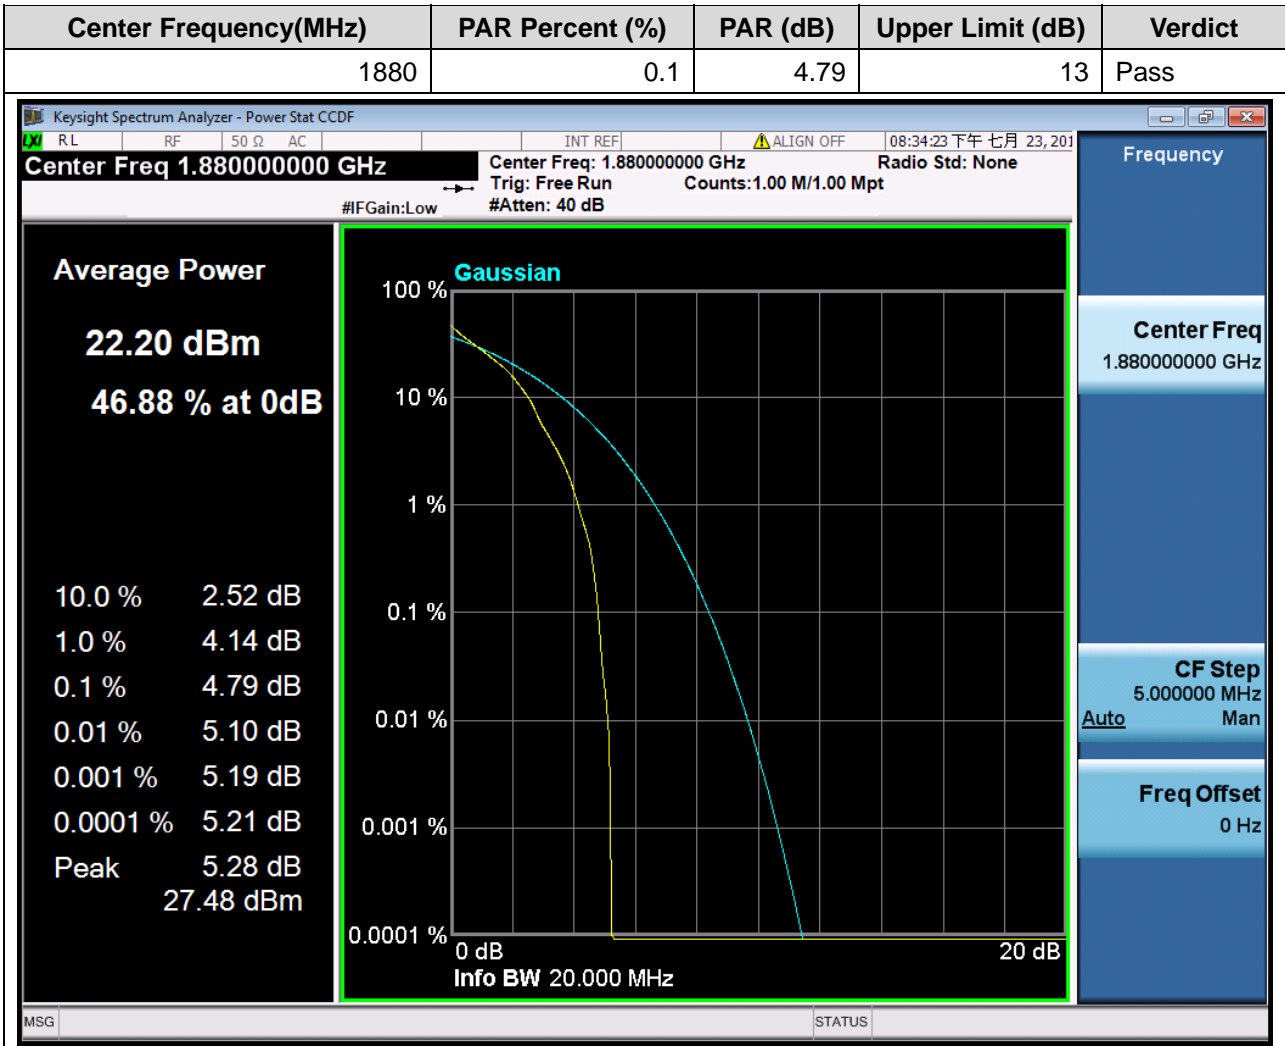 Center Frequency(MHz) PAR Percent (%) PAR (dB) Upper Limit (dB) Verdict
1880 0.1 4.79 13 Pass
Keysight Spectrum Analyzer - Power Stat CCDF
LXI RL RF 50 Ω AC INT REF ALIGN OFF 08:34:23 下午 七月 23, 201
Center Freq 1.880000000 GHz
Center Freq: 1.880000000 GHz Radio Std: None
Trig: Free Run Counts:1.00 M/1.00 Mpt
#IFGain:Low #Atten: 40 dB
Average Power
22.20 dBm
46.88 % at 0dB
10.0 % 2.52 dB
1.0 % 4.14 dB
0.1 % 4.79 dB
0.01 % 5.10 dB
0.001 % 5.19 dB
0.0001 % 5.21 dB
Peak 5.28 dB
27.48 dBm
Gaussian
100 %
10 %
1 %
0.1 %
0.01 %
0.001 %
0.0001 %
0 dB 20 dB
Info BW 20.000 MHz
Frequency
Center Freq
1.880000000 GHz
CF Step
5.000000 MHz
Auto Man
Freq Offset
0 Hz
MSG STATUS